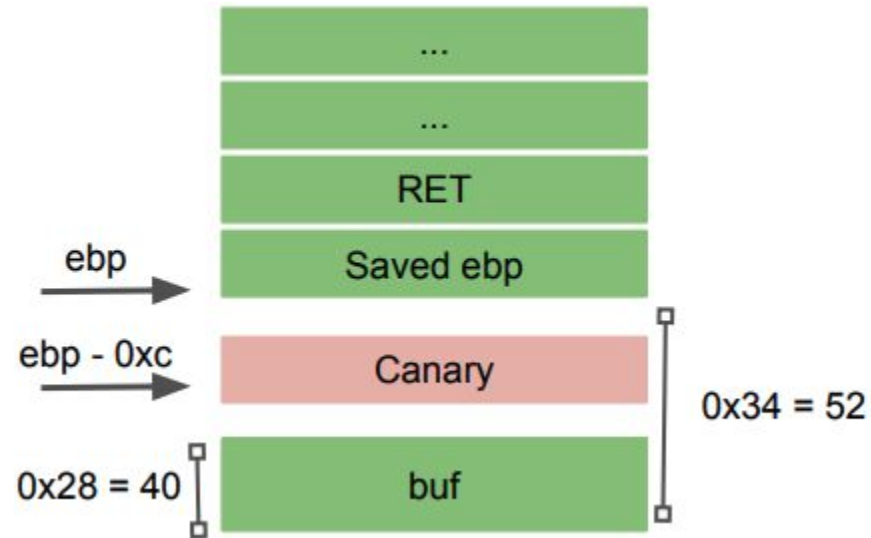 ...
...
RET
ebp
Saved ebp
ebp - 0xc
Canary
0x34 = 52
0x28 = 40
buf